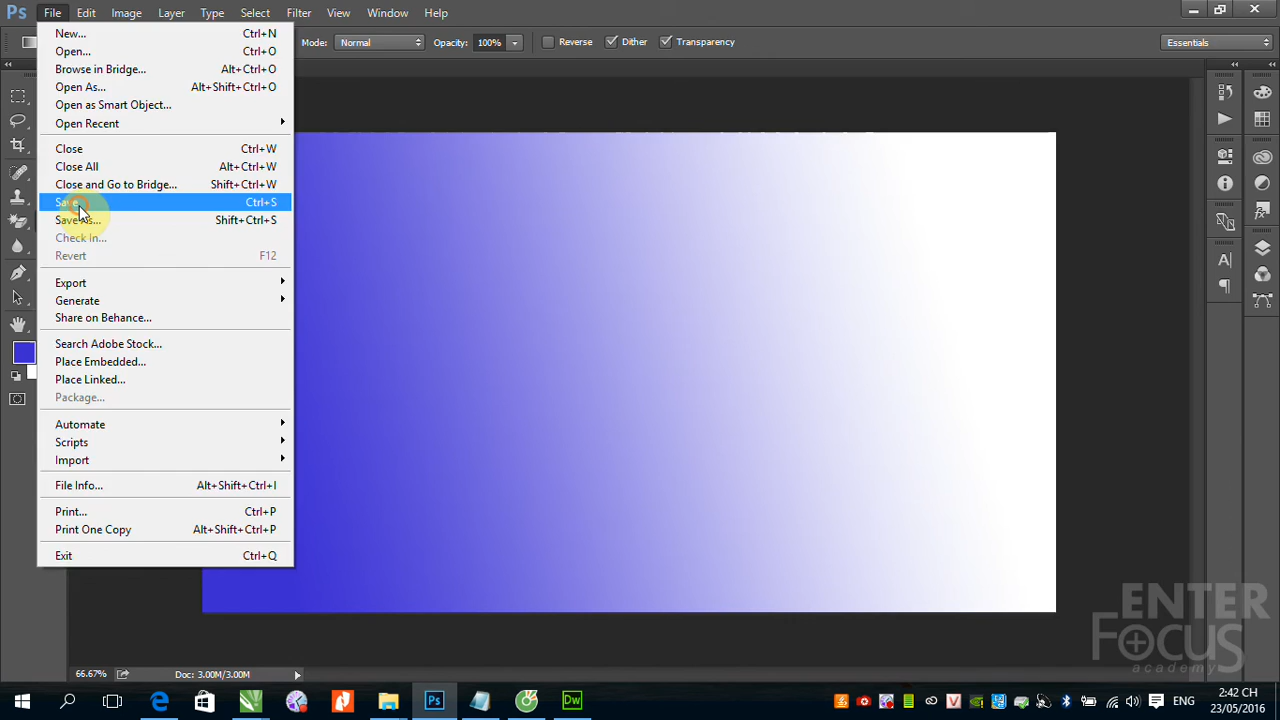 Ps File Edit Image Layer Type Select Filter View Window Help
Mode: Normal Opacity: 100% Reverse Dither Transparency Essentials
New... Ctrl+N
Open... Ctrl+O
Browse in Bridge... Alt+Ctrl+O
Open As... Alt+Shift+Ctrl+O
Open as Smart Object...
Open Recent
Close Ctrl+W
Close All Alt+Ctrl+W
Close and Go to Bridge... Shift+Ctrl+W
Save Ctrl+S
Save As... Shift+Ctrl+S
Check In...
Revert F12
Export
Generate
Share on Behance...
Search Adobe Stock...
Place Embedded...
Place Linked...
Package...
Automate
Scripts
Import
File Info... Alt+Shift+Ctrl+I
Print... Ctrl+P
Print One Copy Alt+Shift+Ctrl+P
Exit Ctrl+Q
ENTER
FOCUS
academy
66.67% Doc: 3.00M/3.00M
Ps Dw ENG 2:42 CH
23/05/2016